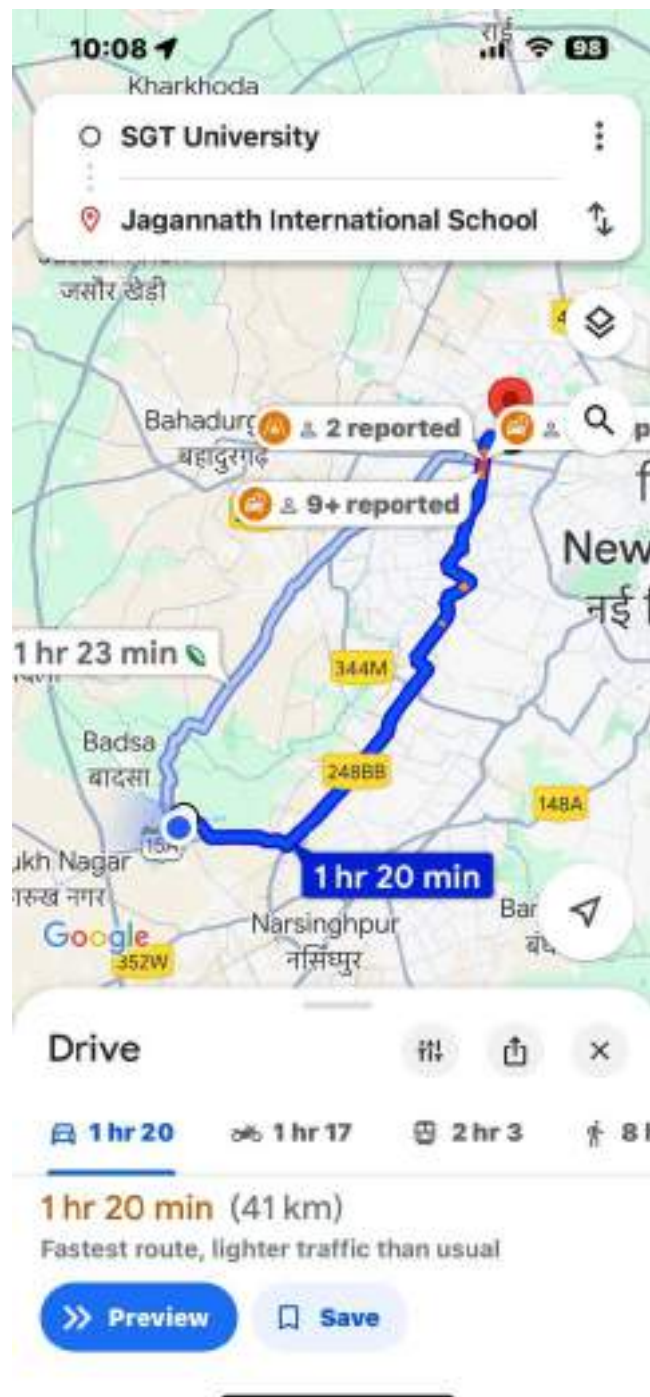 10:08
98
Kharkhoda
SGT University
Jagannath International School
जसौर खेड़ी
2 reported
बहादुरगढ़
9+ reported
New
1 hr 23 min
344M
Badsa
बादसा
248BB
148A
1 hr 20 min
Narsinghpur
नर्सिंघपुर
Google
352W
Drive
1 hr 20
1 hr 17
2 hr 3
8 h
1 hr 20 min (41 km)
Fastest route, lighter traffic than usual
Preview
Save